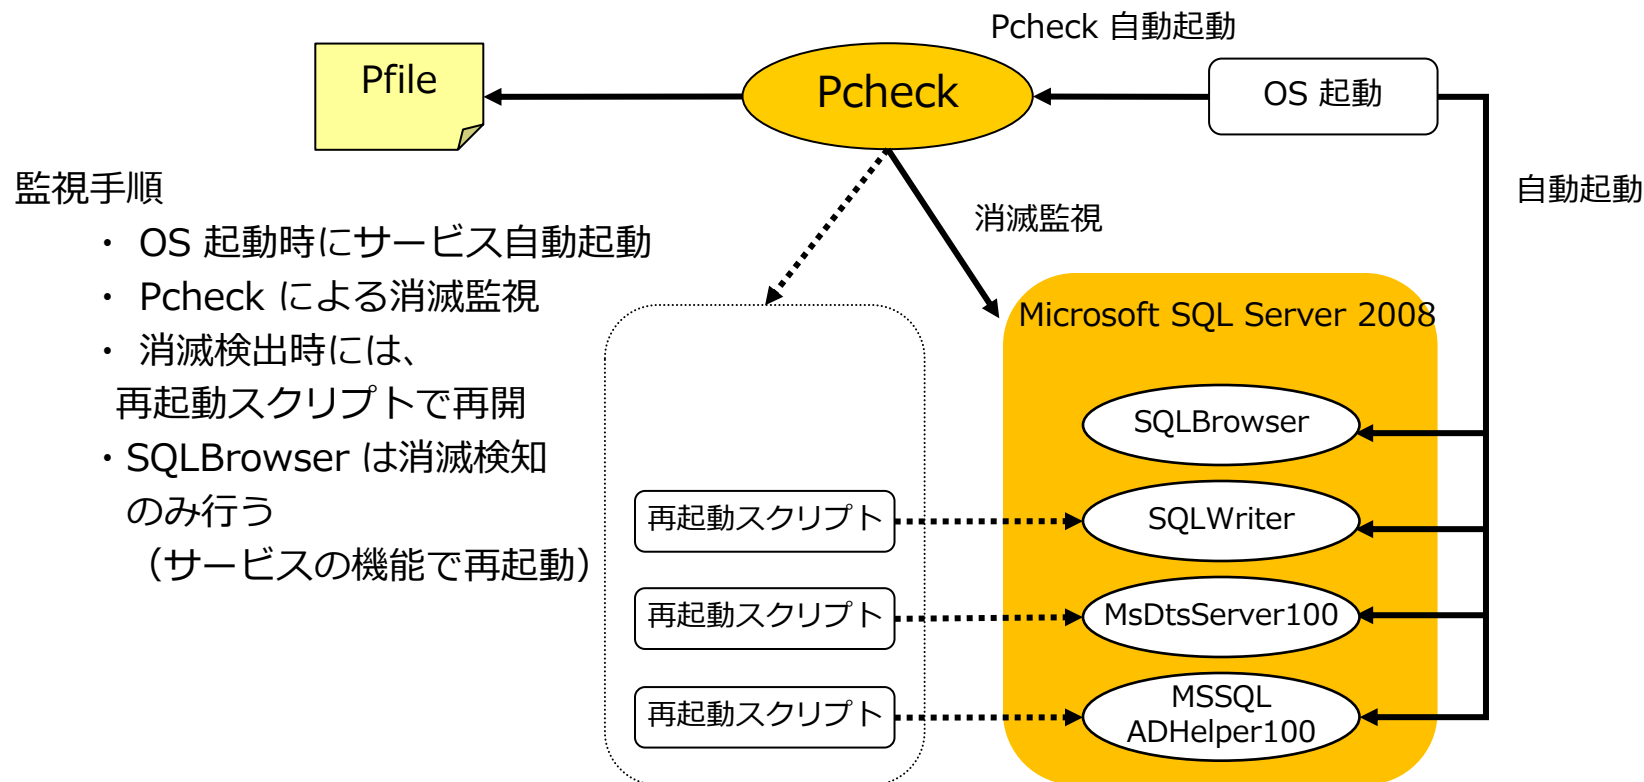 Pcheck 自動起動
Pfile
Pcheck
OS 起動
監視手順
・ OS 起動時にサービス自動起動
・ Pcheck による消滅監視
・ 消滅検出時には、
再起動スクリプトで再開
・SQLBrowser は消滅検知
のみ行う
（サービスの機能で再起動）
消滅監視
自動起動
Microsoft SQL Server 2008
SQLBrowser
再起動スクリプト
SQLWriter
再起動スクリプト
MsDtsServer100
再起動スクリプト
MSSQL
ADHelper100